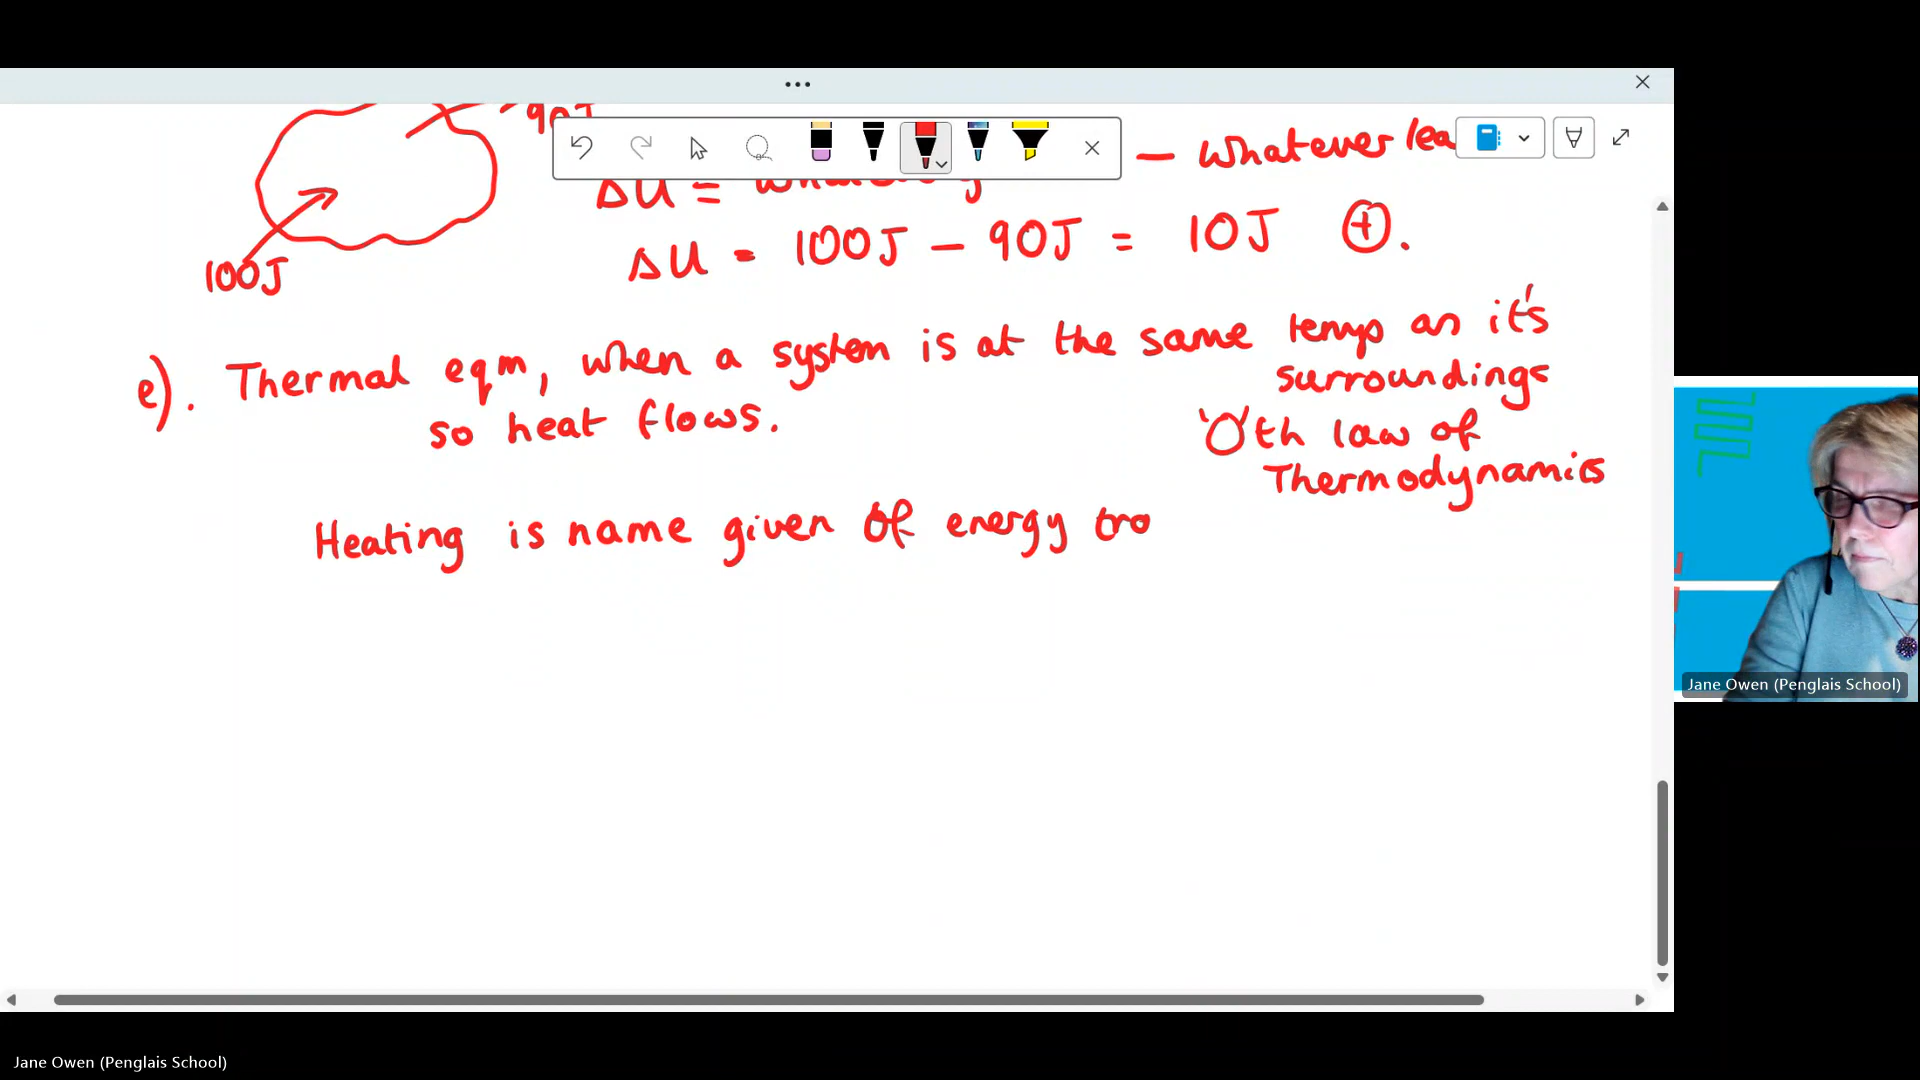 90J
— Whatever lea
ΔU =
ΔU = 100J — 90J = 10J ⊕.
100J
e). Thermal eqm, when a system is at the same temp as it's
surroundings
so heat flows.
'0'th law of
Thermodynamics
Heating is name given of energy tra
Jane Owen (Penglais School)
Jane Owen (Penglais School)